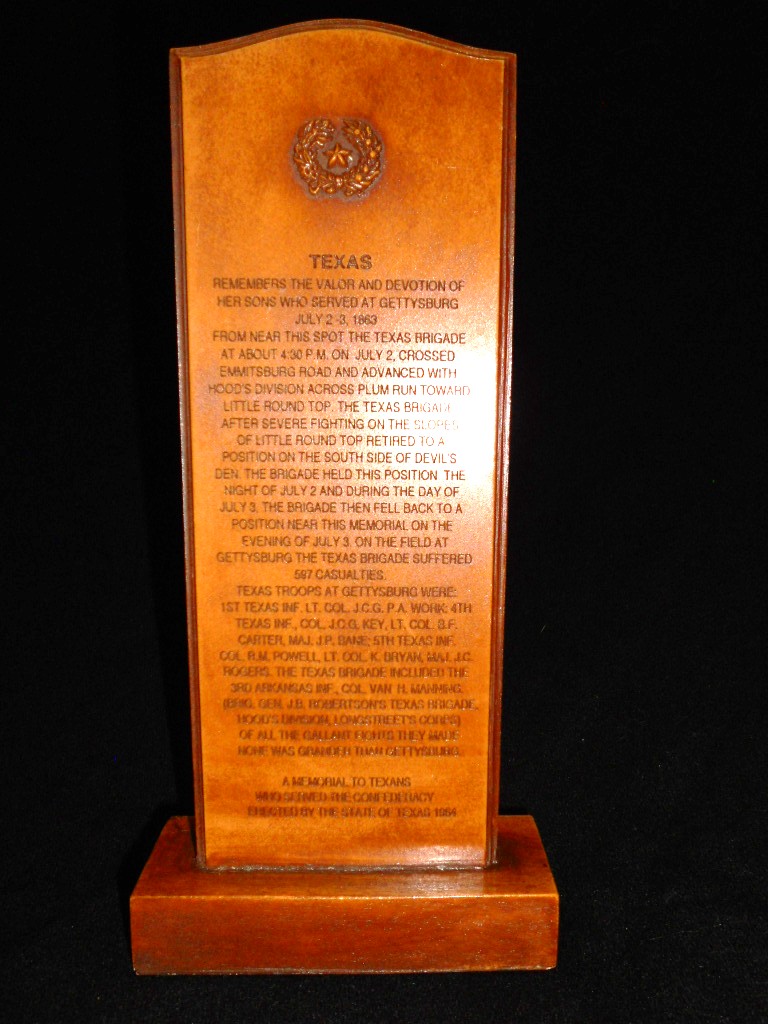 TEXAS
REMEMBERS THE VALOR AND DEVOTION OF
HER SONS WHO SERVED AT GETTYSBURG
JULY 2-3, 1863
FROM NEAR THIS SPOT THE TEXAS BRIGADE
AT ABOUT 4:30 P.M. ON JULY 2, CROSSED
EMMITSBURG ROAD AND ADVANCED WITH
HOOD'S DIVISION ACROSS PLUM RUN TOWARD
LITTLE ROUND TOP. THE TEXAS BRIGADE
AFTER SEVERE FIGHTING ON THE SLOPES
OF LITTLE ROUND TOP RETIRED TO A
POSITION ON THE SOUTH SIDE OF DEVIL'S
DEN. THE BRIGADE HELD THIS POSITION THE
NIGHT OF JULY 2 AND DURING THE DAY OF
JULY 3. THE BRIGADE THEN FELL BACK TO A
POSITION NEAR THIS MEMORIAL ON THE
EVENING OF JULY 3. ON THE FIELD AT
GETTYSBURG THE TEXAS BRIGADE SUFFERED
597 CASUALTIES.
TEXAS TROOPS AT GETTYSBURG WERE:
1ST TEXAS INF. LT. COL. J.C.G. P.A. WORK; 4TH
TEXAS INF., COL. J.C.G. KEY, LT. COL. B.F.
CARTER, MAJ. J.P. BANE; 5TH TEXAS INF.
COL. R.M. POWELL, LT. COL. K. BRYAN, MAJ. J.C.
ROGERS. THE TEXAS BRIGADE INCLUDED THE
3RD ARKANSAS INF., COL. VAN H. MANNING.
(BRIG. GEN. J.B. ROBERTSON'S TEXAS BRIGADE,
HOOD'S DIVISION, LONGSTREET'S CORPS)
OF ALL THE GALLANT FIGHTS THEY MADE
NONE WAS GRANDER THAN GETTYSBURG.
A MEMORIAL TO TEXANS
WHO SERVED THE CONFEDERACY
ERECTED BY THE STATE OF TEXAS 1964